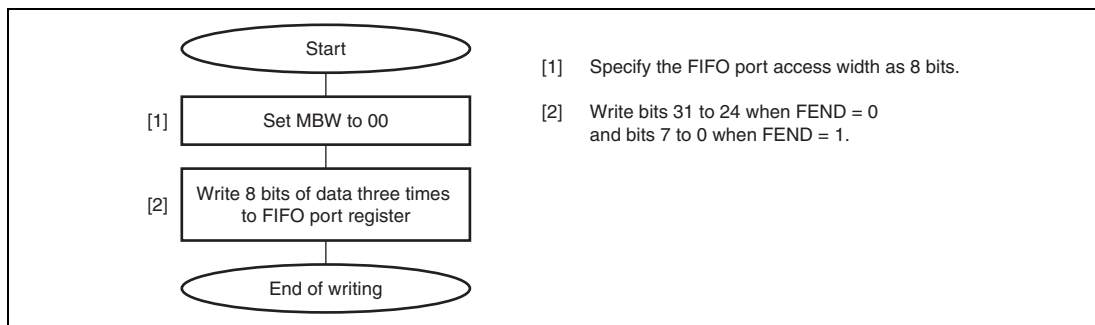 Start
[1] Set MBW to 00
[2] Write 8 bits of data three times
to FIFO port register
End of writing
[1] Specify the FIFO port access width as 8 bits.
[2] Write bits 31 to 24 when FEND = 0
and bits 7 to 0 when FEND = 1.